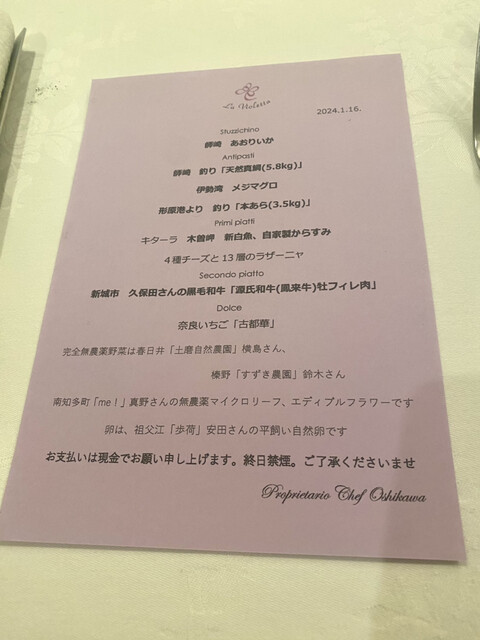 La Violetta
2024.1.16.
Stuzzichino
師崎 あおりいか
Antipasti
師崎 釣り「天然真鯛(5.8kg)」
伊勢湾 メジマグロ
形原港より 釣り「本あら(3.5kg)」
Primi piatti
キターラ 木曽岬 新白魚、自家製からすみ
4種チーズと13層のラザーニャ
Secondo piatto
新城市 久保田さんの黒毛和牛「源氏和牛(鳳来牛)牡フィレ肉」
Dolce
奈良いちご「古都華」
完全無農薬野菜は春日井「土磨自然農園」横島さん、
榛野「すずき農園」鈴木さん
南知多町「me!」真野さんの無農薬マイクロリーフ、エディブルフラワーです
卵は、祖父江「歩荷」安田さんの平飼い自然卵です
お支払いは現金でお願い申し上げます。終日禁煙。ご了承くださいませ
Proprietario Chef Oshikawa